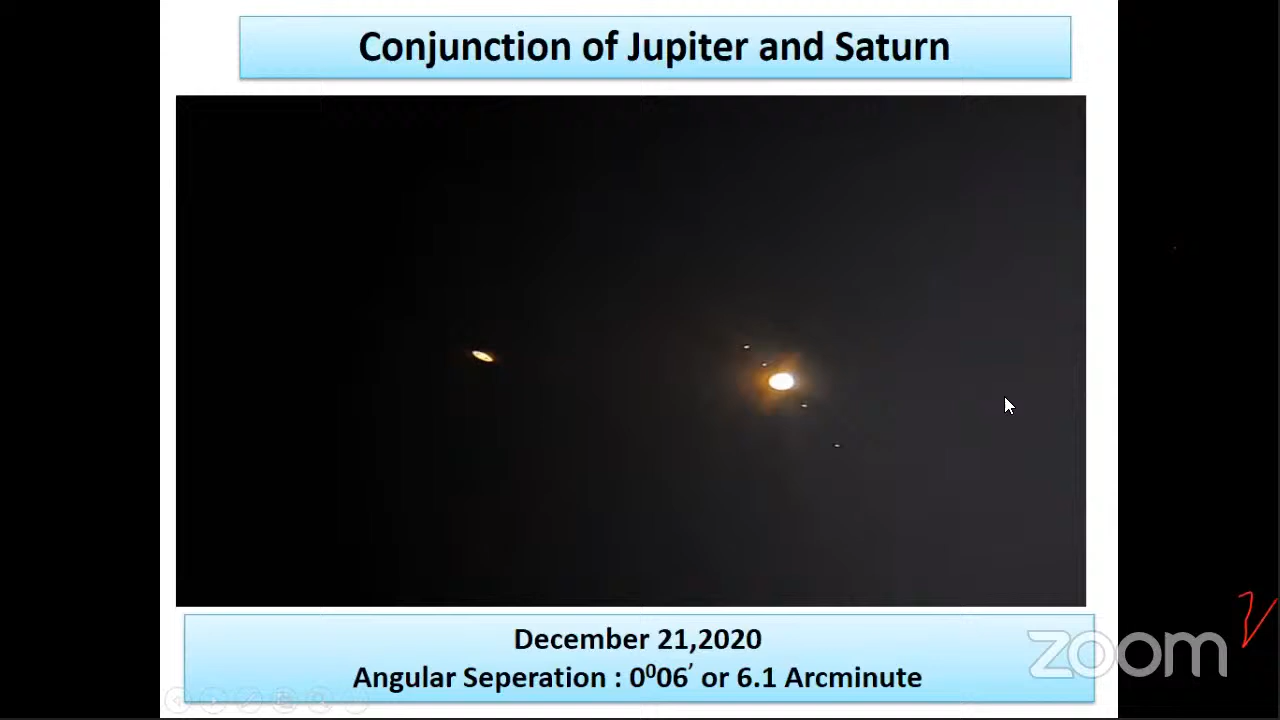 Conjunction of Jupiter and Saturn
December 21,2020
Angular Seperation : 0⁰06′ or 6.1 Arcminute
zoom